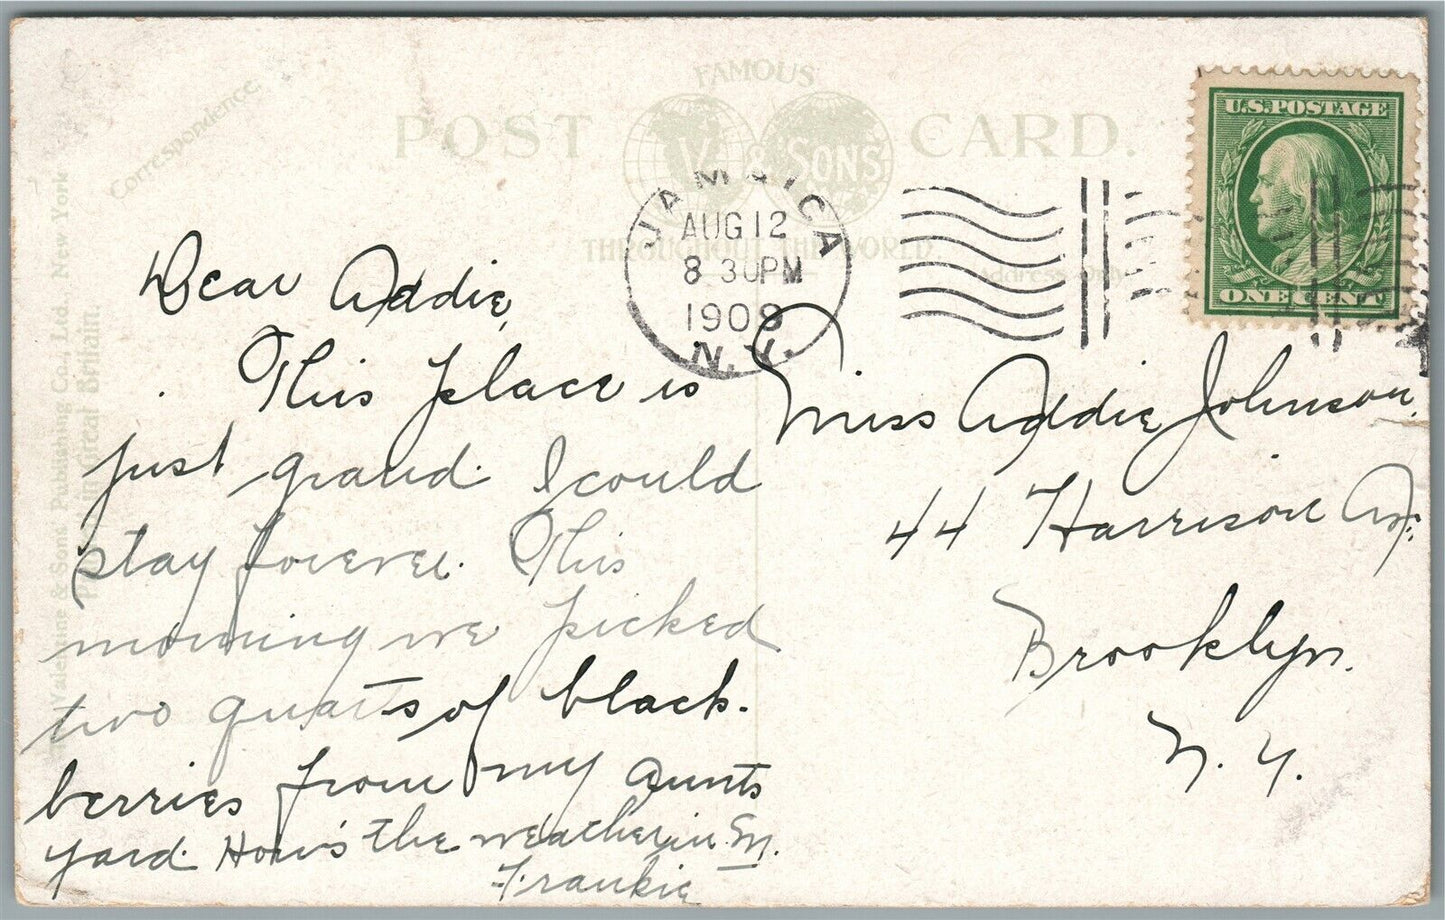 Correspondence.
FAMOUS
POST CARD.
V. & SONS
THROUGHOUT THE WORLD.
Address Only
Valentine & Sons' Publishing Co., Ltd., New York
Printed in Great Britain.
U.S. POSTAGE
ONE CENT
JAMAICA
AUG 12
8 30 PM
1909
N.Y.
Dear Addie,
This place is
just grand. I could
stay forever. This
morning we picked
two quarts of black-
berries from my aunts
yard. How's the weather in
Frankie
Miss Addie Johnson.
44 Harrison Av.
Brooklyn.
N. Y.